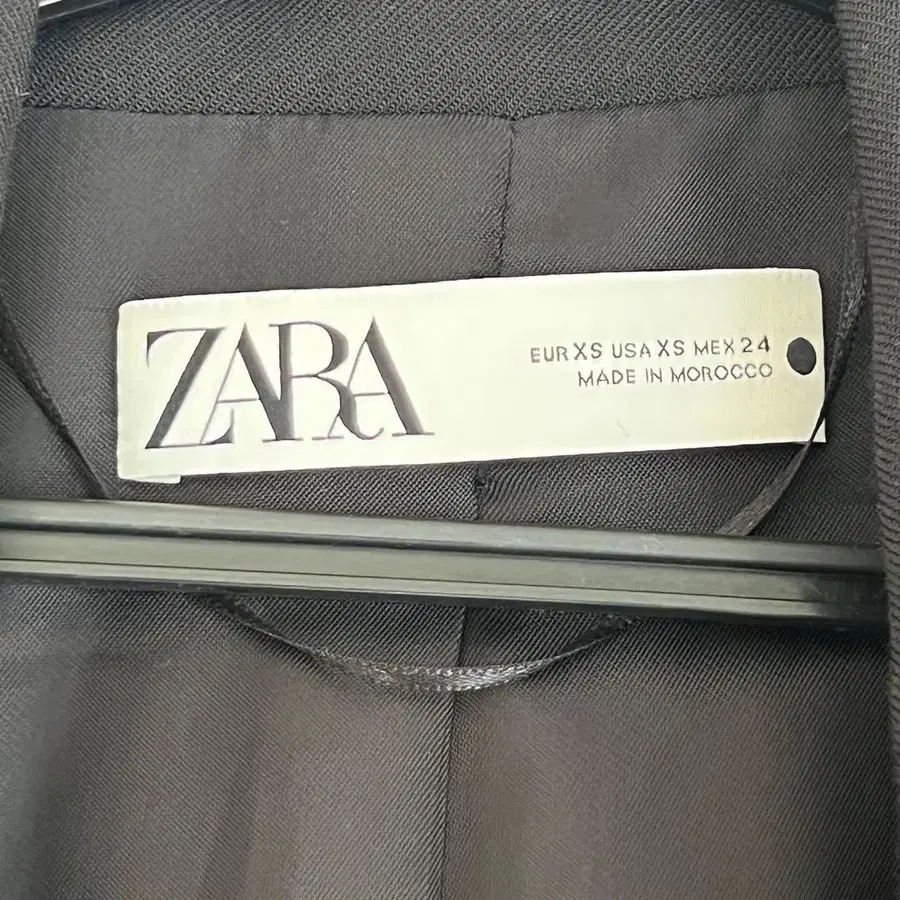 ZARA
EUR XS USA XS MEX 24
MADE IN MOROCCO